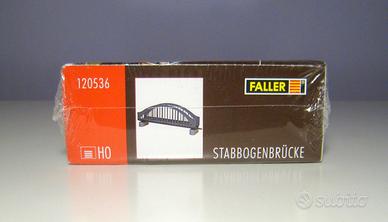 120536
FALLER
H0
STABBOGENBRÜCKE
subito